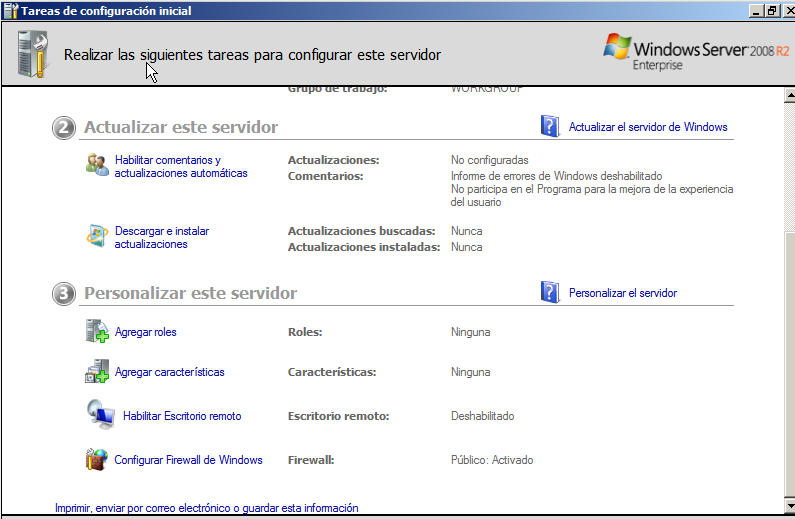 Tareas de configuración inicial
Realizar las siguientes tareas para configurar este servidor
Windows Server 2008 R2
Enterprise
Grupo de trabajo: WORKGROUP
2 Actualizar este servidor
Actualizar el servidor de Windows
Habilitar comentarios y
actualizaciones automáticas
Actualizaciones: No configuradas
Comentarios: Informe de errores de Windows deshabilitado
No participa en el Programa para la mejora de la experiencia
del usuario
Descargar e instalar
actualizaciones
Actualizaciones buscadas: Nunca
Actualizaciones instaladas: Nunca
3 Personalizar este servidor
Personalizar el servidor
Agregar roles Roles: Ninguna
Agregar características Características: Ninguna
Habilitar Escritorio remoto Escritorio remoto: Deshabilitado
Configurar Firewall de Windows Firewall: Público: Activado
Imprimir, enviar por correo electrónico o guardar esta información